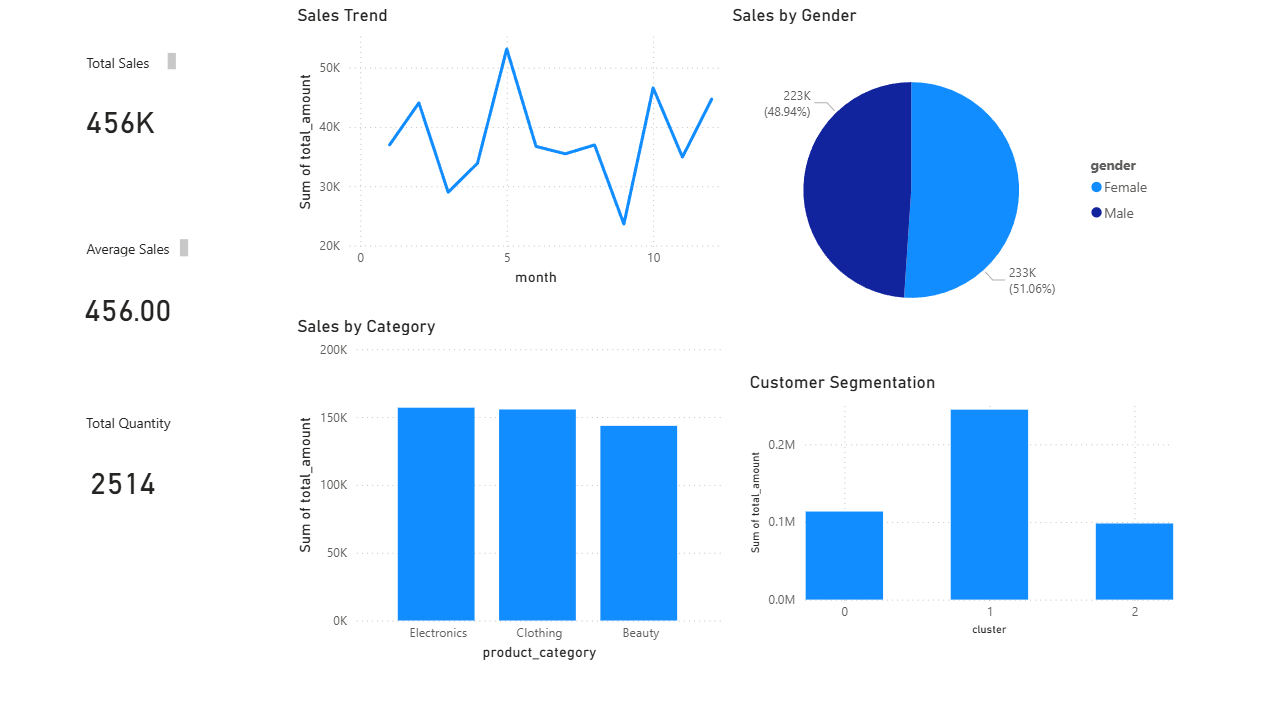 Total Sales
456K
Average Sales
456.00
Total Quantity
2514
Sales Trend
Sum of total_amount
50K
40K
30K
20K
0
5
10
month
Sales by Gender
223K
(48.94%)
233K
(51.06%)
gender
Female
Male
Sales by Category
Sum of total_amount
200K
150K
100K
50K
0K
Electronics
Clothing
Beauty
product_category
Customer Segmentation
Sum of total_amount
0.2M
0.1M
0.0M
0
1
2
cluster